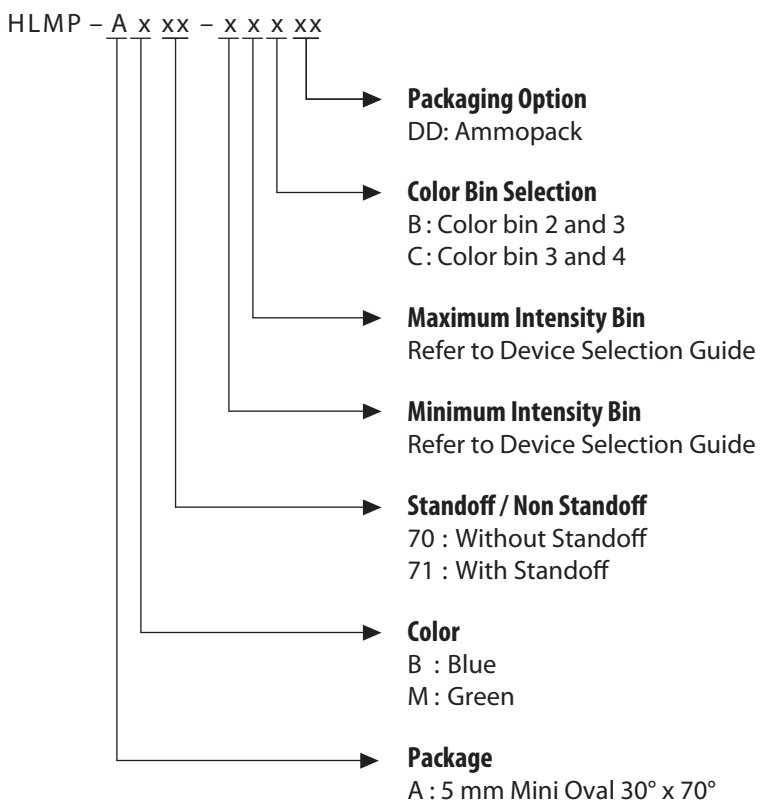 HLMP – A x xx – x x x xx
Packaging Option
DD: Ammopack
Color Bin Selection
B : Color bin 2 and 3
C : Color bin 3 and 4
Maximum Intensity Bin
Refer to Device Selection Guide
Minimum Intensity Bin
Refer to Device Selection Guide
Standoff / Non Standoff
70 : Without Standoff
71 : With Standoff
Color
B : Blue
M : Green
Package
A : 5 mm Mini Oval 30° x 70°